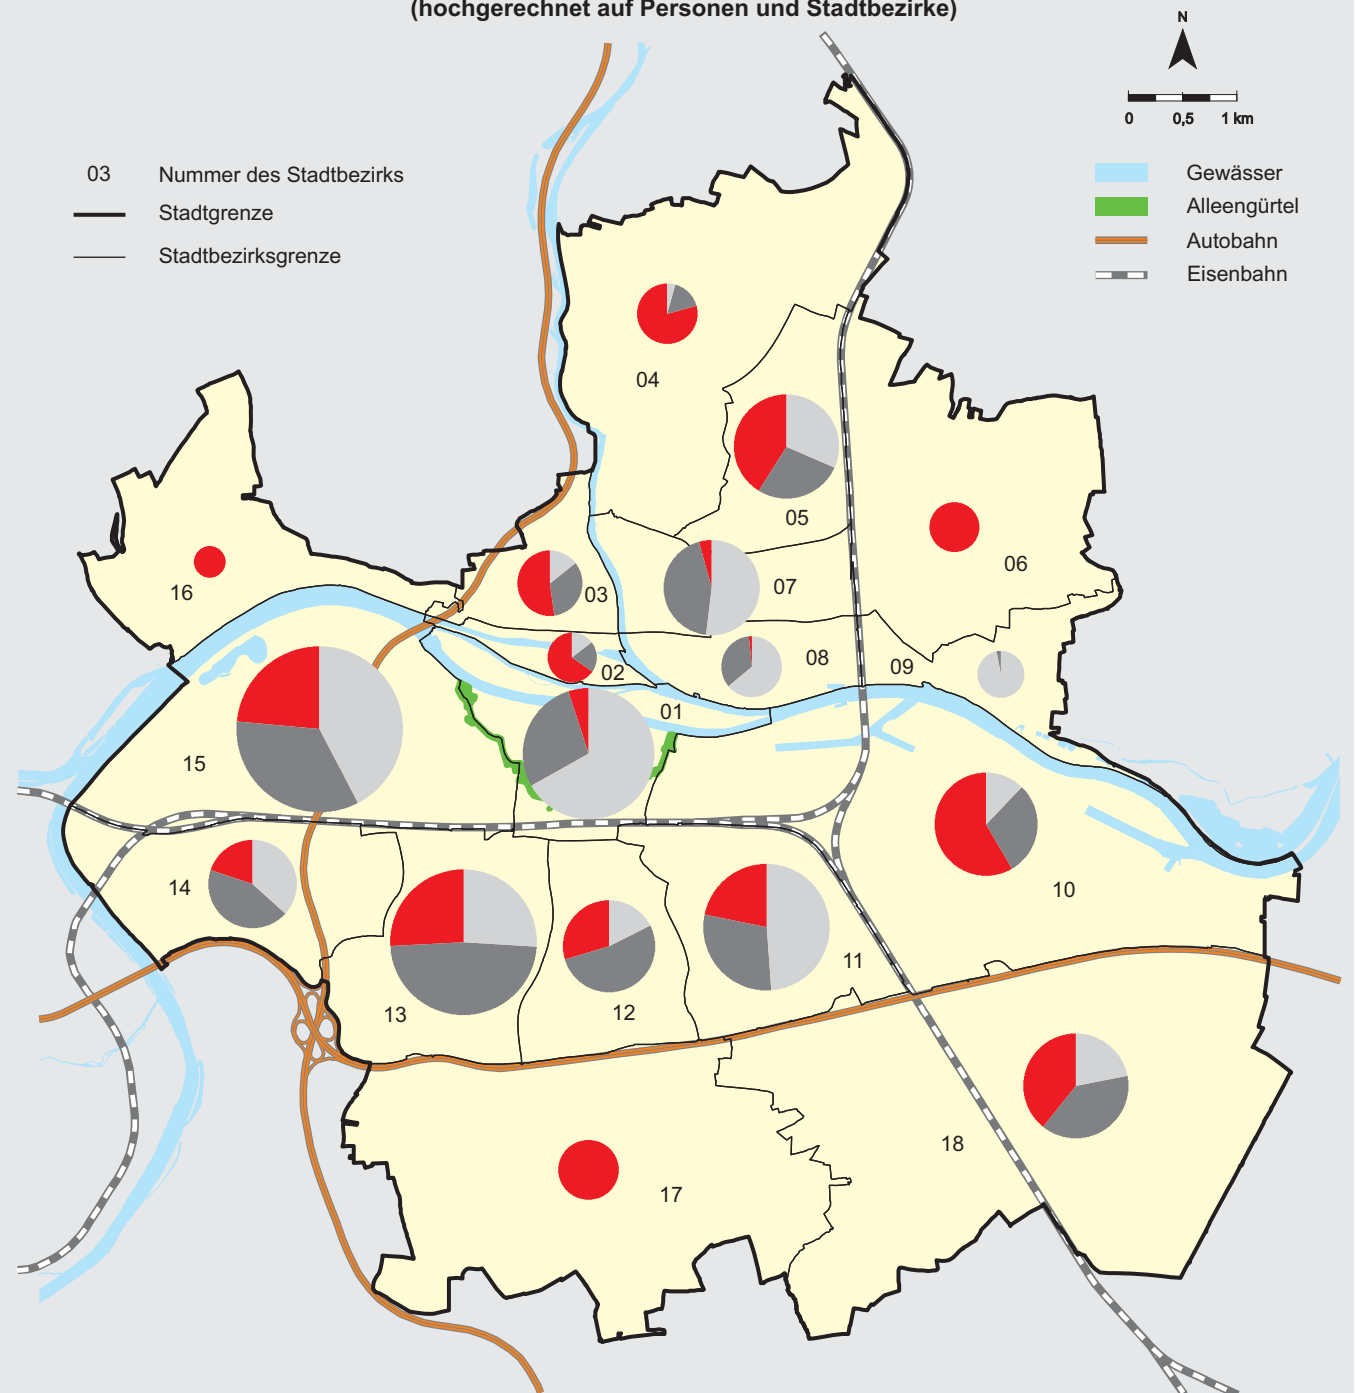 (hochgerechnet auf Personen und Stadtbezirke)
N
0 0,5 1 km
03 Nummer des Stadtbezirks
Stadtgrenze
Stadtbezirksgrenze
Gewässer
Alleengürtel
Autobahn
Eisenbahn
04
05
06
16
03
07
02
08
09
01
15
14
10
11
13
12
18
17